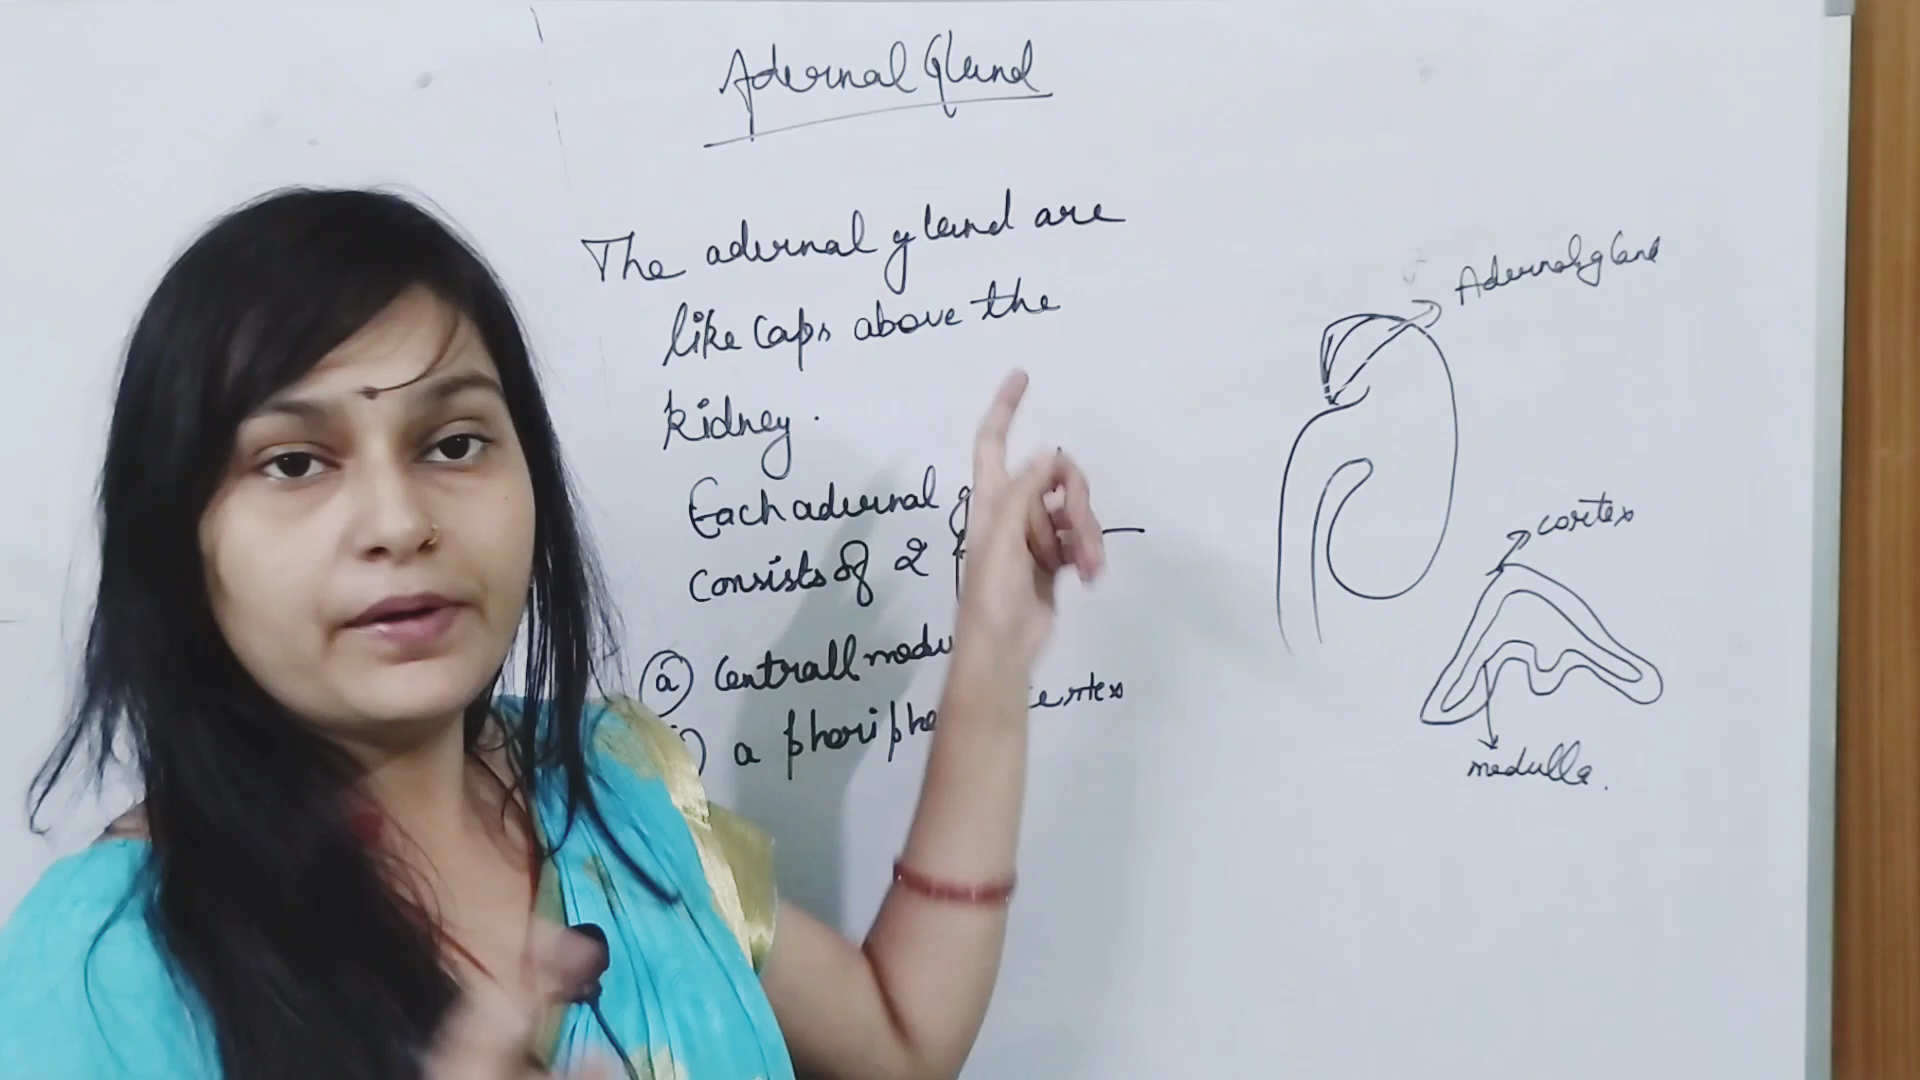 Adernal Gland
The adernal gland are
like caps above the
kidney.
Each adernal
consists of 2
(a) Centrall
a
Adernal gland
cortex
medulla.